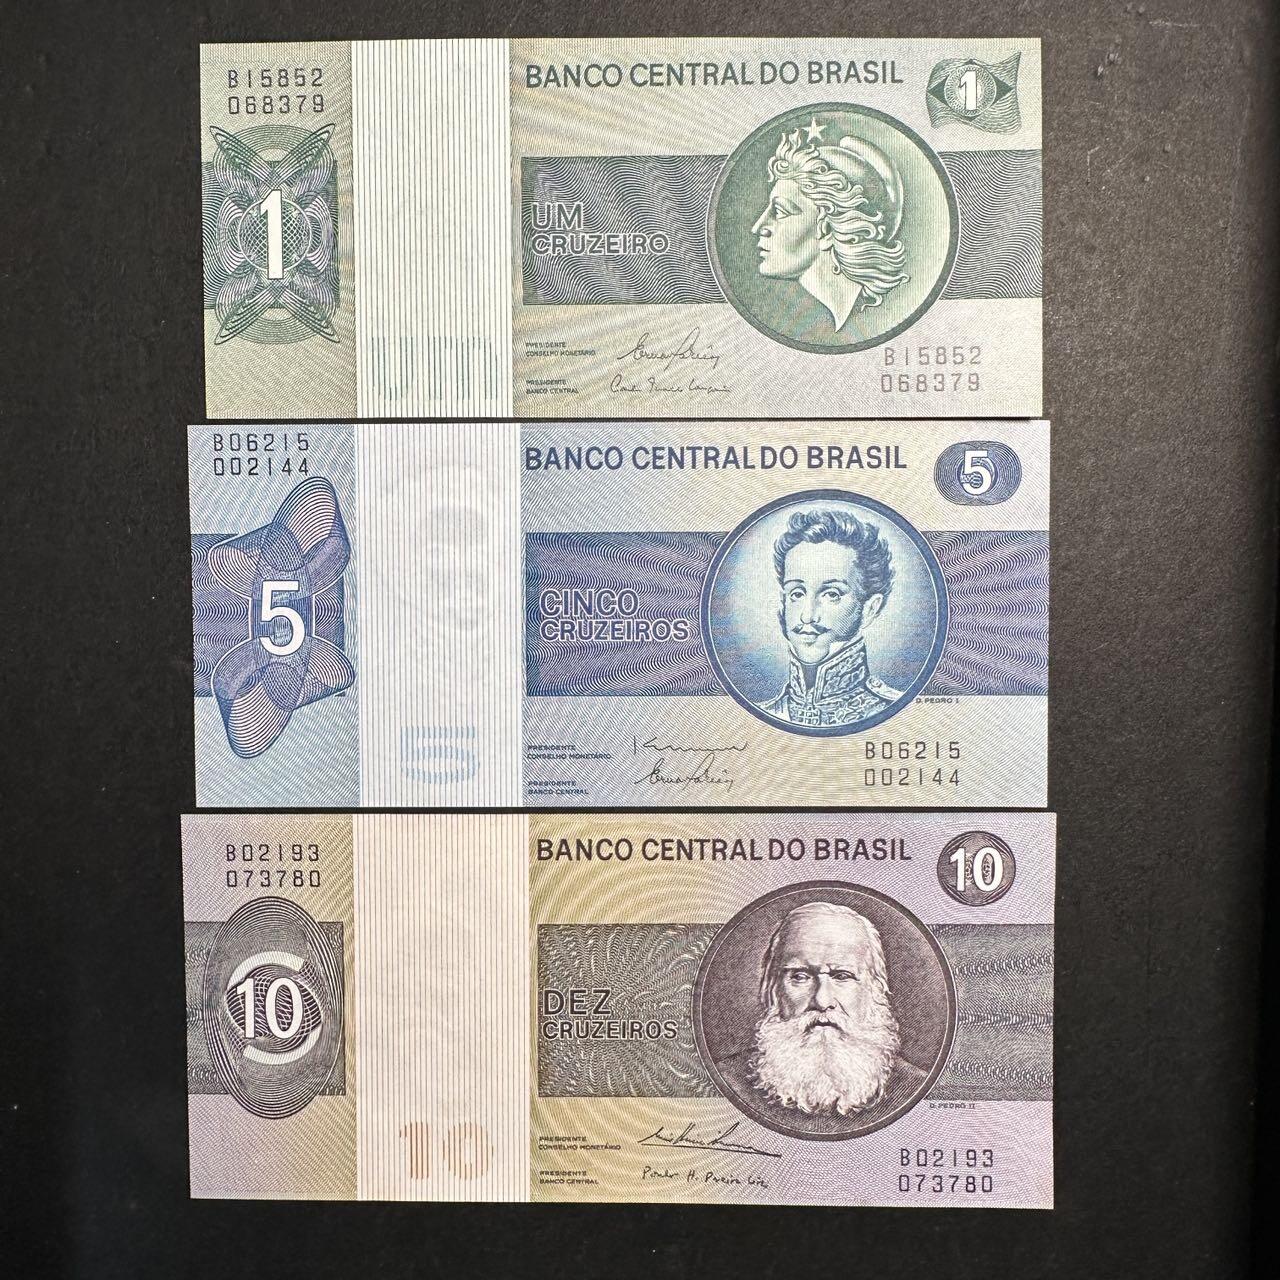 B15852
068379
BANCO CENTRAL DO BRASIL
1
1
UM
CRUZEIRO
PRESIDENTE
CONSELHO MONETÁRIO
PRESIDENTE
BANCO CENTRAL
B15852
068379
B06215
002144
BANCO CENTRAL DO BRASIL
5
5
CINCO
CRUZEIROS
D. PEDRO I
5
PRESIDENTE
CONSELHO MONETÁRIO
PRESIDENTE
BANCO CENTRAL
B06215
002144
B02193
073780
BANCO CENTRAL DO BRASIL
10
10
DEZ
CRUZEIROS
D. PEDRO II
10
PRESIDENTE
CONSELHO MONETÁRIO
PRESIDENTE
BANCO CENTRAL
B02193
073780